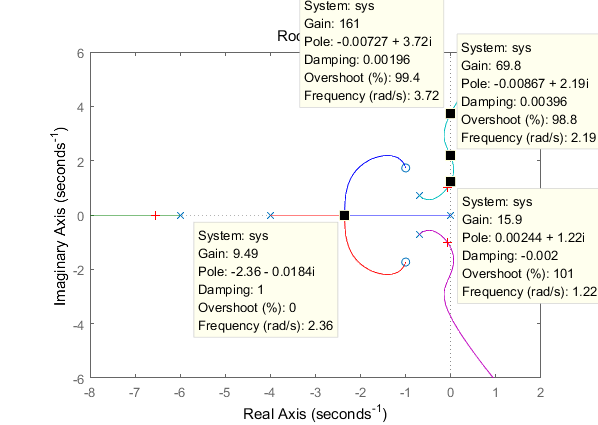 System: sys
Gain: 161
Pole: -0.00727 + 3.72i
Damping: 0.00196
Overshoot (%): 99.4
Frequency (rad/s): 3.72
System: sys
Gain: 69.8
Pole: -0.00867 + 2.19i
Damping: 0.00396
Overshoot (%): 98.8
Frequency (rad/s): 2.19
System: sys
Gain: 15.9
Pole: 0.00244 + 1.22i
Damping: -0.002
Overshoot (%): 101
Frequency (rad/s): 1.22
System: sys
Gain: 9.49
Pole: -2.36 - 0.0184i
Damping: 1
Overshoot (%): 0
Frequency (rad/s): 2.36
6
4
2
0
-2
-4
-6
-8
-7
-6
-5
-4
-3
-2
-1
0
1
2
Imaginary Axis (seconds⁻¹)
Real Axis (seconds⁻¹)